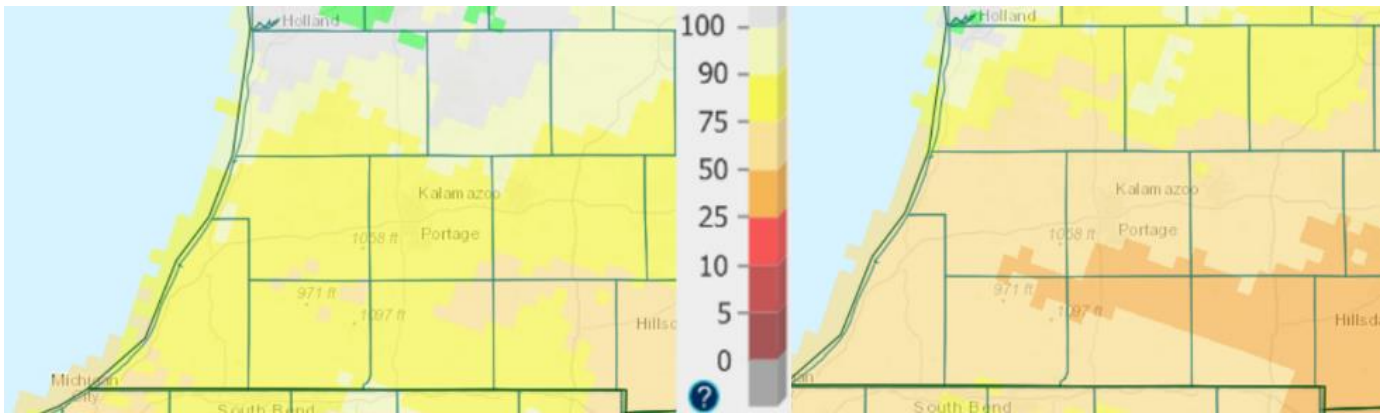 Holland
Kalamazoo
1058 ft
Portage
971 ft
1097 ft
Hillsd
Michigan
City
South Bend
100
90
75
50
25
10
5
0
?
Holland
Kalamazoo
1058 ft
Portage
971 ft
1097 ft
Hillsda
an
South Bend